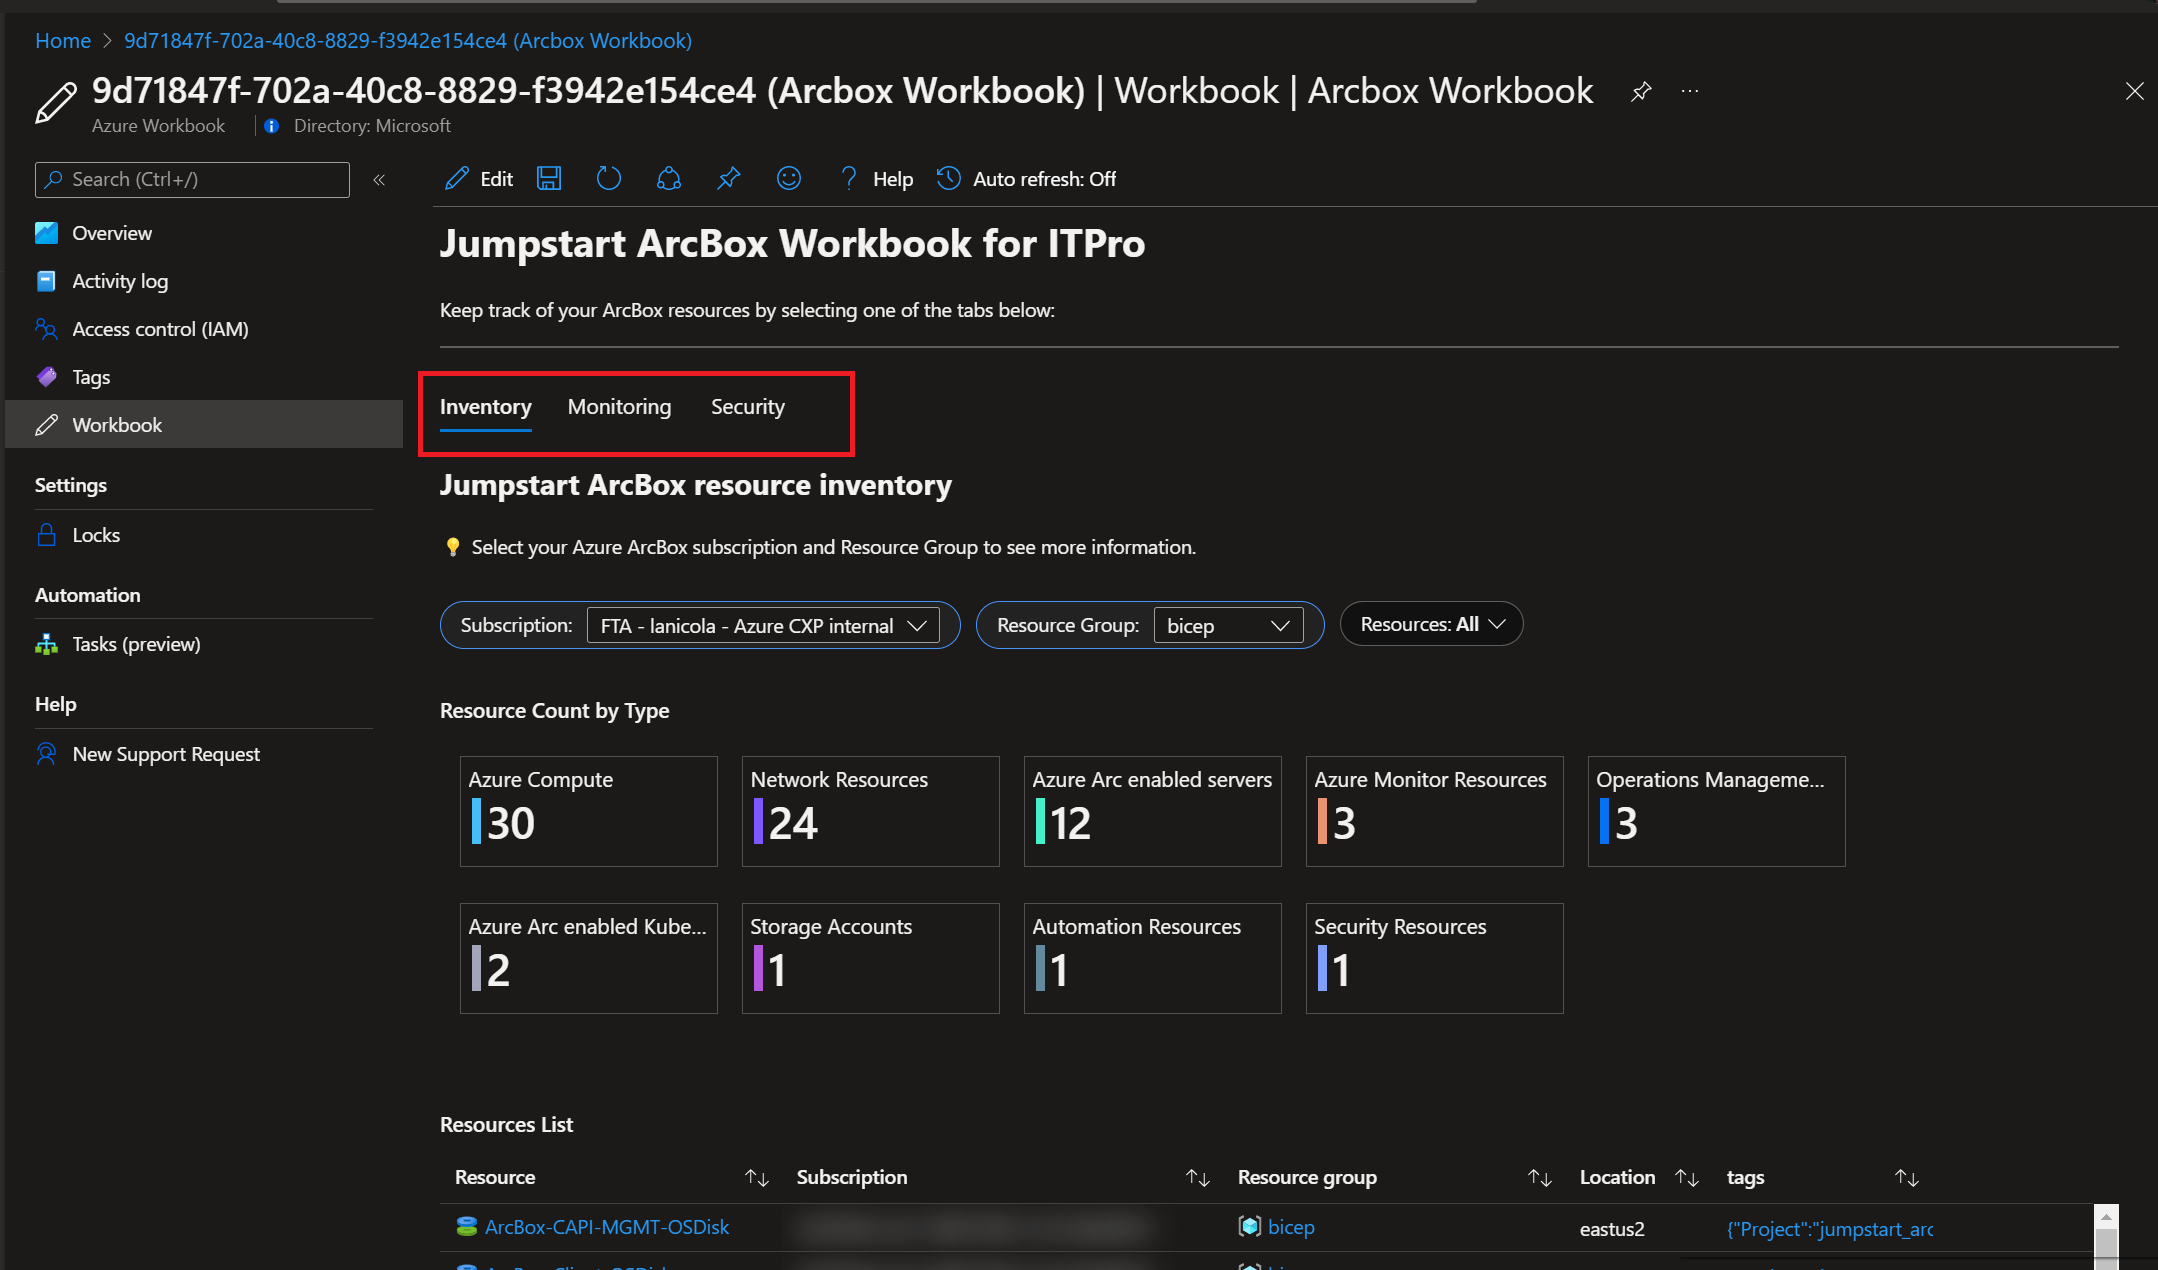 Home > 9d71847f-702a-40c8-8829-f3942e154ce4 (Arcbox Workbook)
9d71847f-702a-40c8-8829-f3942e154ce4 (Arcbox Workbook) | Workbook | Arcbox Workbook
Azure Workbook | Directory: Microsoft
Search (Ctrl+/)
Overview
Activity log
Access control (IAM)
Tags
Workbook
Settings
Locks
Automation
Tasks (preview)
Help
New Support Request
Edit
Help
Auto refresh: Off
Jumpstart ArcBox Workbook for ITPro
Keep track of your ArcBox resources by selecting one of the tabs below:
Inventory Monitoring Security
Jumpstart ArcBox resource inventory
Select your Azure ArcBox subscription and Resource Group to see more information.
Subscription: FTA - lanicola - Azure CXP internal
Resource Group: bicep
Resources: All
Resource Count by Type
Azure Compute
30
Network Resources
24
Azure Arc enabled servers
12
Azure Monitor Resources
3
Operations Manageme...
3
Azure Arc enabled Kube...
2
Storage Accounts
1
Automation Resources
1
Security Resources
1
Resources List
Resource Subscription Resource group Location tags
ArcBox-CAPI-MGMT-OSDisk bicep eastus2 {"Project":"jumpstart_arc